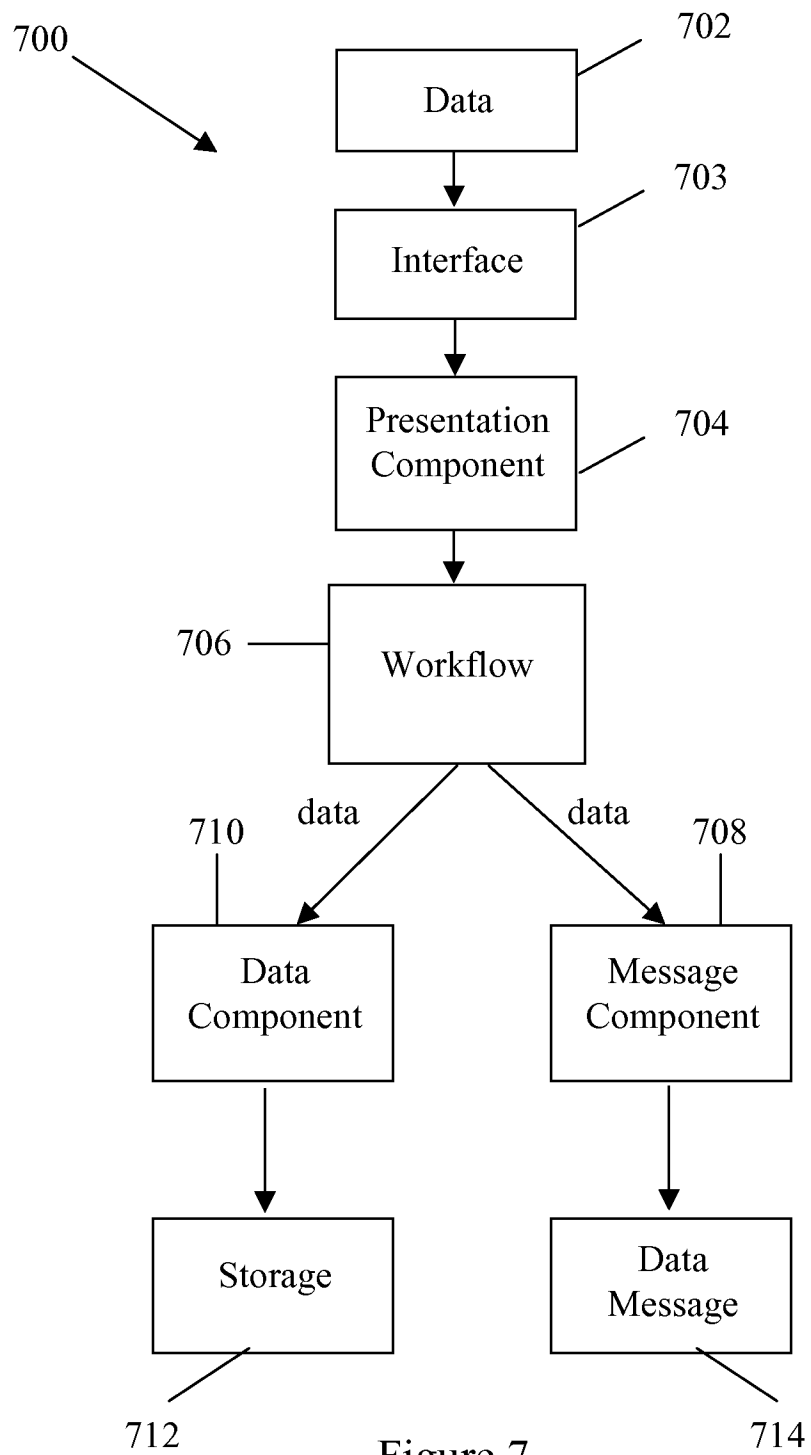 700
702
Data
703
Interface
Presentation
Component
704
706
Workflow
data
data
710
708
Data
Component
Message
Component
Storage
Data
Message
712
714
Figure 7